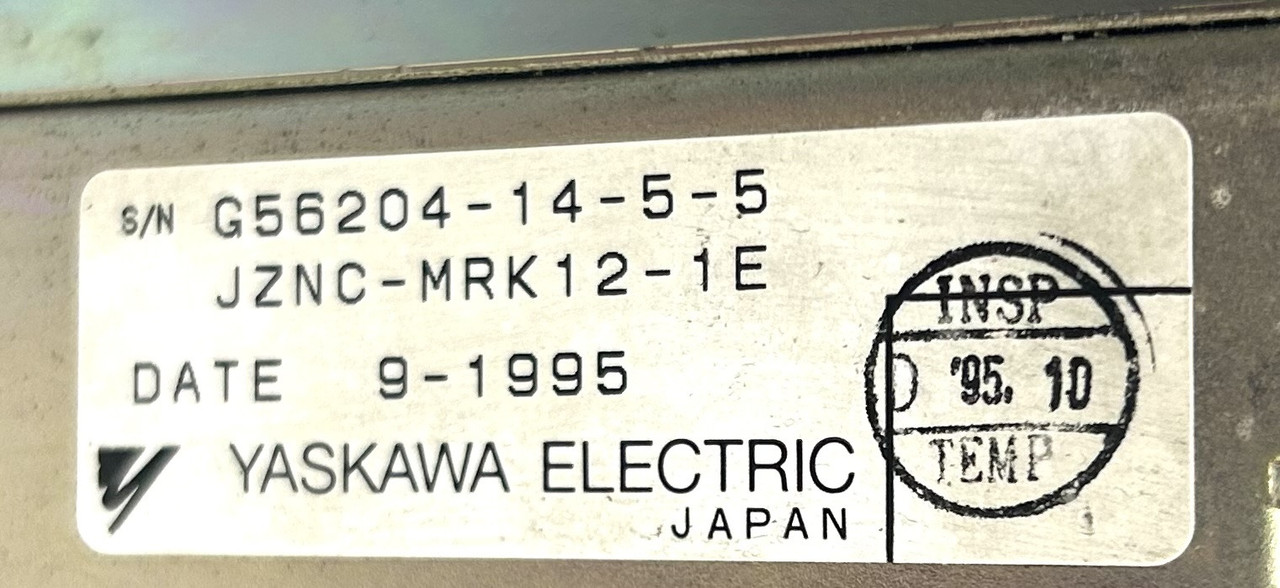 S/N G56204-14-5-5
JZNC-MRK12-1E
DATE 9-1995
YASKAWA ELECTRIC
JAPAN
INSP
D '95. 10
TEMP